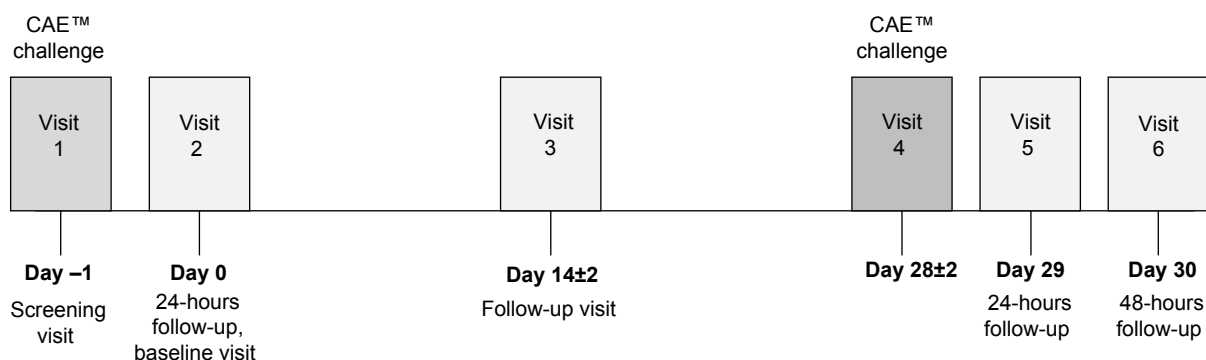 CAE™
challenge
CAE™
challenge
Visit
1
Visit
2
Visit
3
Visit
4
Visit
5
Visit
6
Day –1
Screening
visit
Day 0
24-hours
follow-up,
baseline visit
Day 14±2
Follow-up visit
Day 28±2
Day 29
24-hours
follow-up
Day 30
48-hours
follow-up